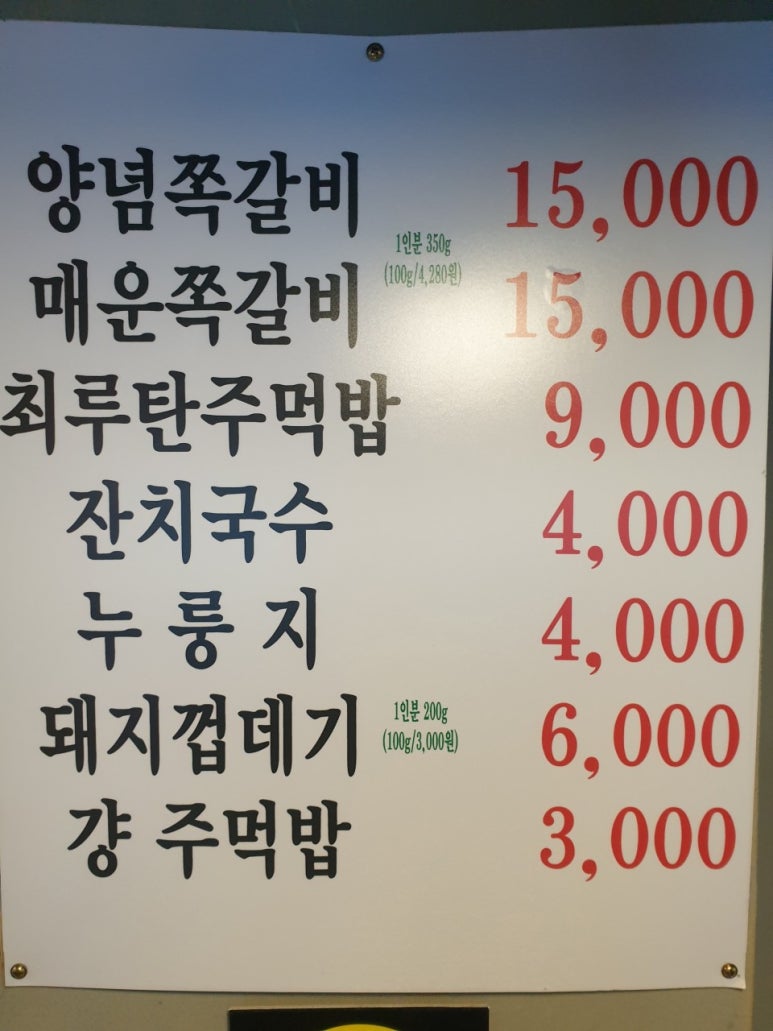 양념쪽갈비 15,000
1인분 350g
(100g/4,280원)
매운쪽갈비 15,000
최루탄주먹밥 9,000
잔치국수 4,000
누룽지 4,000
돼지껍데기 6,000
1인분 200g
(100g/3,000원)
걍 주먹밥 3,000